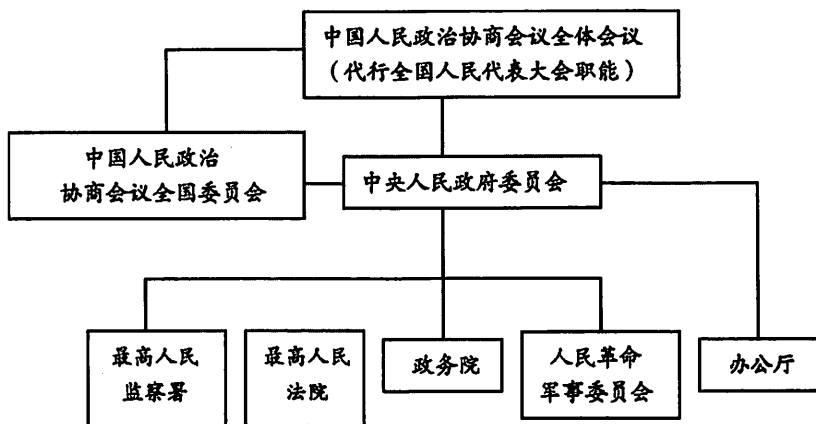 中国人民政治协商会议全体会议
(代行全国人民代表大会职能)
中国人民政治
协商会议全国委员会
中央人民政府委员会
最高人民
监察署
最高人民
法院
政务院
人民革命
军事委员会
办公厅